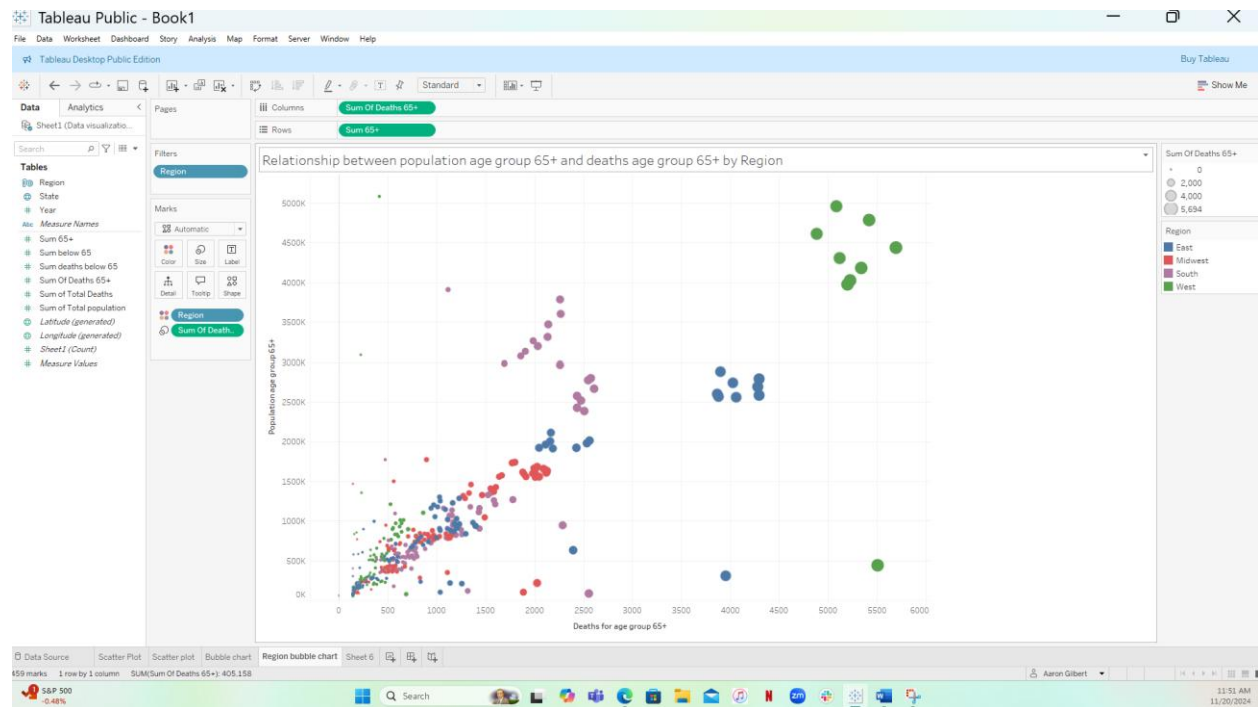 Tableau Public - Book1
File Data Worksheet Dashboard Story Analysis Map Format Server Window Help
Tableau Desktop Public Edition
Buy Tableau
Standard
Show Me
Data Analytics
Sheet1 (Data visualizatio...
Search
Tables
Region
State
Year
Abc Measure Names
Sum 65+
Sum below 65
Sum deaths below 65
Sum Of Deaths 65+
Sum of Total Deaths
Sum of Total population
Latitude (generated)
Longitude (generated)
Sheet1 (Count)
Measure Values
Pages
Filters
Region
Marks
Automatic
Color Size Label
Detail Tooltip Shape
Region
Sum Of Death..
Columns Sum Of Deaths 65+
Rows Sum 65+
Relationship between population age group 65+ and deaths age group 65+ by Region
Population age group 65+
5000K
4500K
4000K
3500K
3000K
2500K
2000K
1500K
1000K
500K
0K
0 500 1000 1500 2000 2500 3000 3500 4000 4500 5000 5500 6000
Deaths for age group 65+
Sum Of Deaths 65+
0
2,000
4,000
5,694
Region
East
Midwest
South
West
Data Source Scatter Plot Scatter plot Bubble chart Region bubble chart Sheet 6
459 marks 1 row by 1 column SUM(Sum Of Deaths 65+): 405,158
Aaron Gilbert
1
S&P 500
-0.48%
Search
N
zm
11:51 AM
11/20/2024